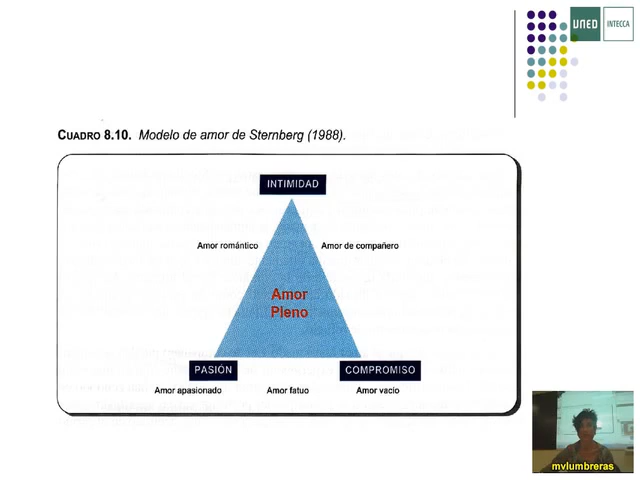 UNED
INTECCA
CUADRO 8.10. Modelo de amor de Sternberg (1988).
INTIMIDAD
Amor romántico
Amor de compañero
Amor
Pleno
PASIÓN
COMPROMISO
Amor apasionado
Amor fatuo
Amor vacío
mvlumbreras